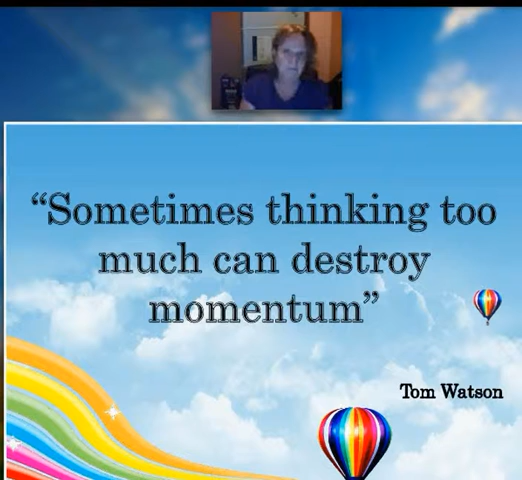 “Sometimes thinking too
much can destroy
momentum”
Tom Watson